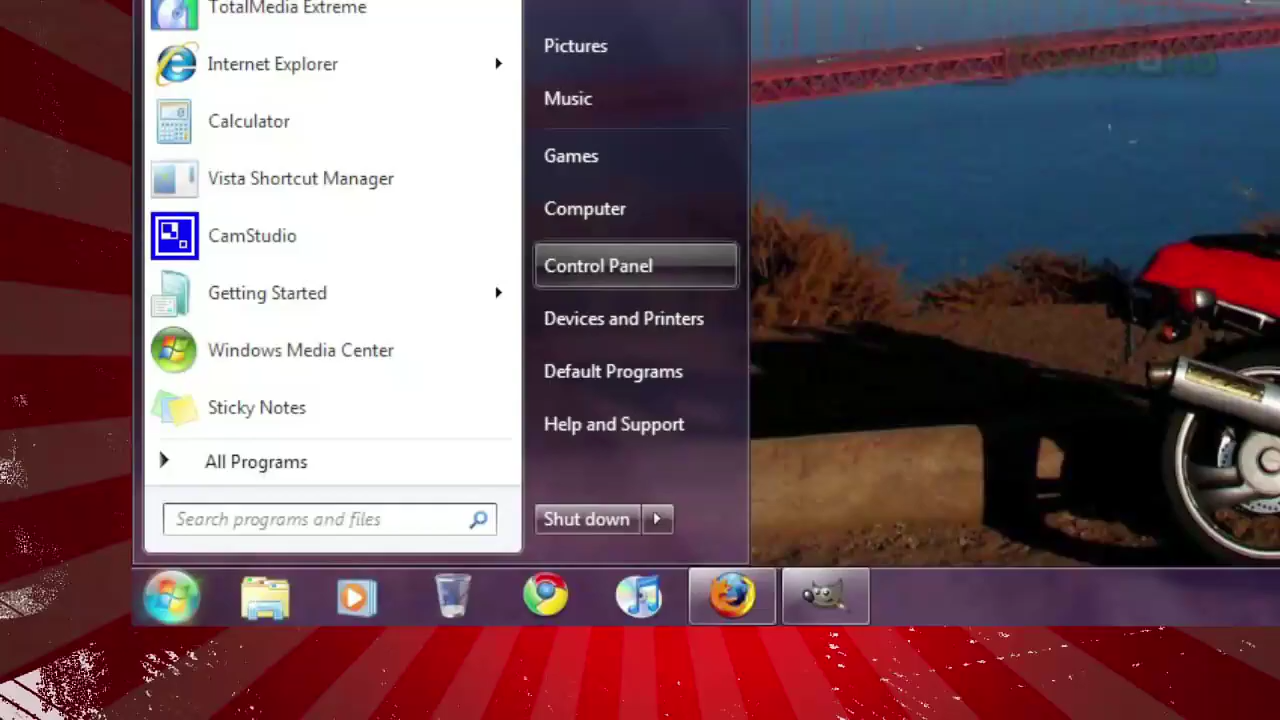 TotalMedia Extreme
Internet Explorer
Calculator
Vista Shortcut Manager
CamStudio
Getting Started
Windows Media Center
Sticky Notes
All Programs
Search programs and files
Pictures
Music
Games
Computer
Control Panel
Devices and Printers
Default Programs
Help and Support
Shut down